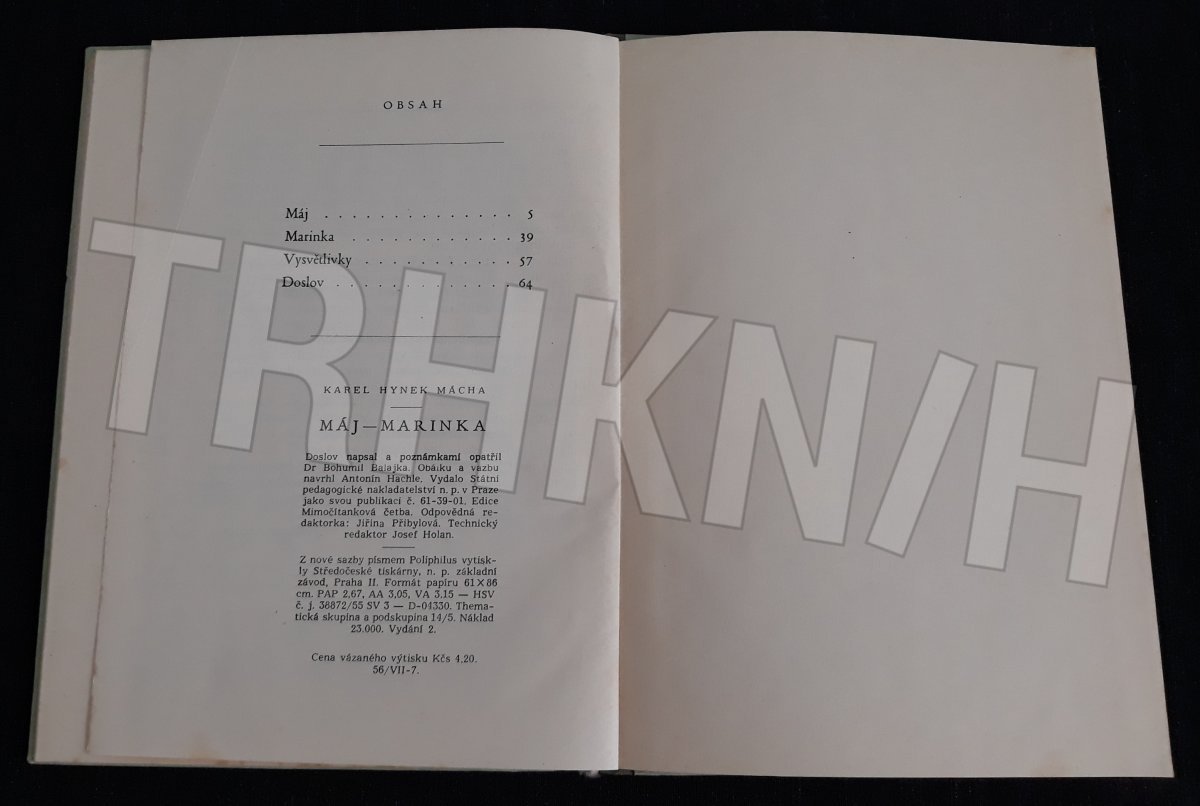 OBSAH
Máj . . . . . . . . . . . . . . 5
Marinka . . . . . . . . . . . . 39
Vysvětlivky . . . . . . . . . . . 57
Doslov . . . . . . . . . . . . . 64
KAREL HYNEK MÁCHA
MÁJ—MARINKA
Doslov napsal a poznámkami opatřil
Dr Bohumil Balajka. Obálku a vazbu
navrhl Antonín Hachle. Vydalo Státní
pedagogické nakladatelství n. p. v Praze
jako svou publikaci č. 61-39-01. Edice
Mimočítanková četba. Odpovědná re-
daktorka: Jiřina Přibylová. Technický
redaktor Josef Holan.
Z nové sazby písmem Poliphilus vytisk-
ly Středočeské tiskárny, n. p. základní
závod, Praha II. Formát papíru 61×86
cm. PAP 2,67, AA 3,05, VA 3,15 — HSV
č. j. 38872/55 SV 3 — D-04330. Thema-
tická skupina a podskupina 14/5. Náklad
23.000. Vydání 2.
Cena vázaného výtisku Kčs 4,20.
56/VII-7.
TRHKN/H